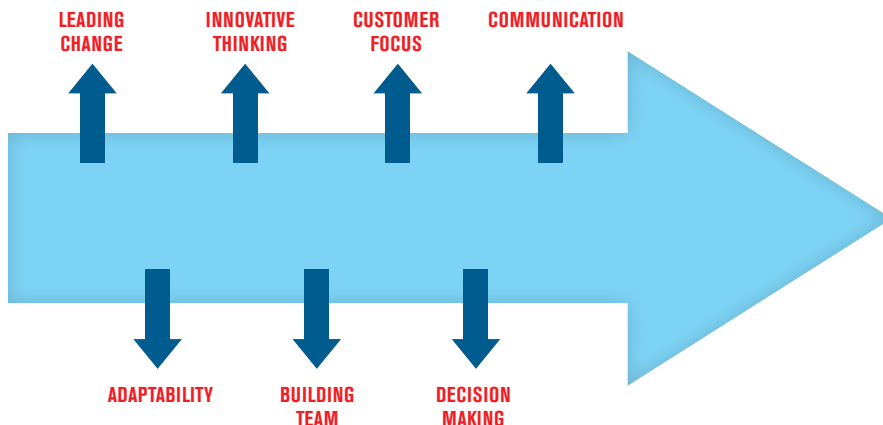 LEADING
CHANGE
INNOVATIVE
THINKING
CUSTOMER
FOCUS
COMMUNICATION
ADAPTABILITY
BUILDING
TEAM
DECISION
MAKING